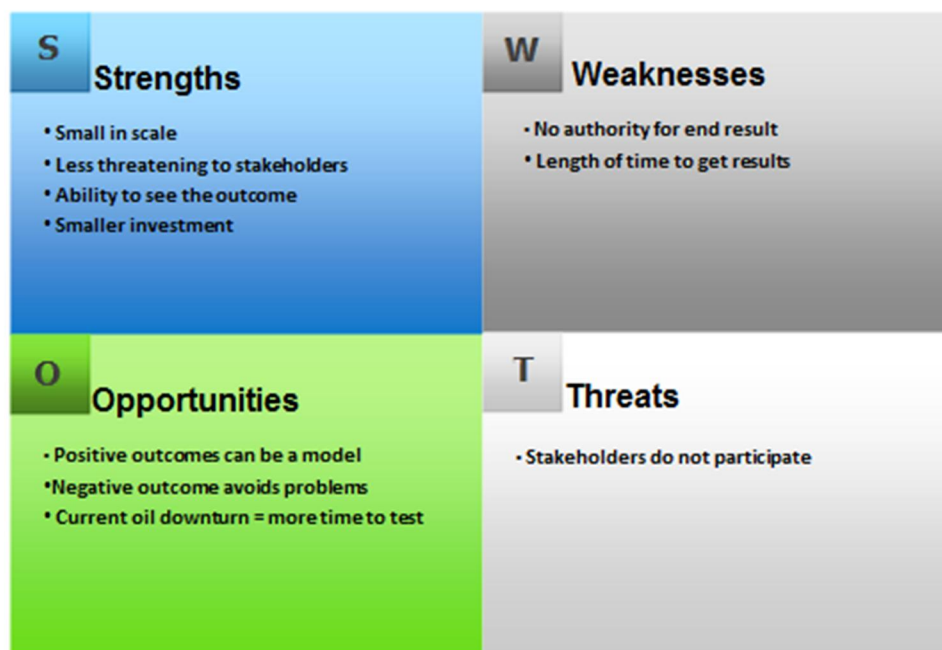 S
Strengths
• Small in scale
• Less threatening to stakeholders
• Ability to see the outcome
• Smaller investment
W
Weaknesses
• No authority for end result
• Length of time to get results
O
Opportunities
• Positive outcomes can be a model
•Negative outcome avoids problems
• Current oil downturn = more time to test
T
Threats
• Stakeholders do not participate